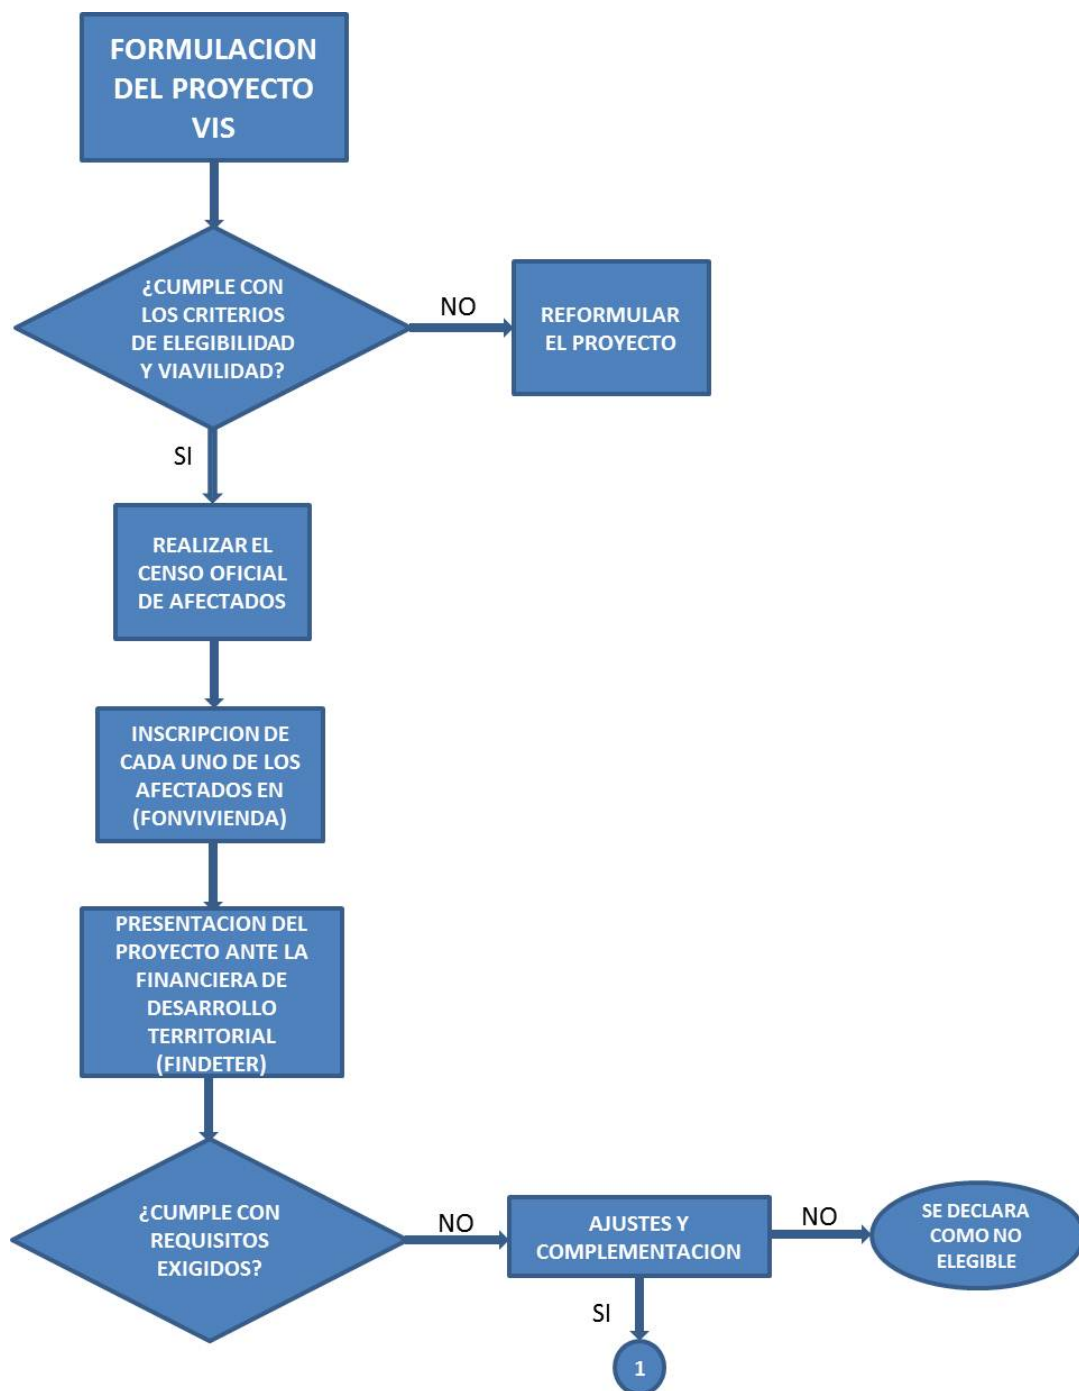 FORMULACION
DEL PROYECTO
VIS
¿CUMPLE CON
LOS CRITERIOS
DE ELEGIBILIDAD
Y VIAVILIDAD?
NO
REFORMULAR
EL PROYECTO
SI
REALIZAR EL
CENSO OFICIAL
DE AFECTADOS
INSCRIPCION DE
CADA UNO DE LOS
AFECTADOS EN
(FONVIVIENDA)
PRESENTACION DEL
PROYECTO ANTE LA
FINANCIERA DE
DESARROLLO
TERRITORIAL
(FINDETER)
¿CUMPLE CON
REQUISITOS
EXIGIDOS?
NO
AJUSTES Y
COMPLEMENTACION
NO
SE DECLARA
COMO NO
ELEGIBLE
SI
1